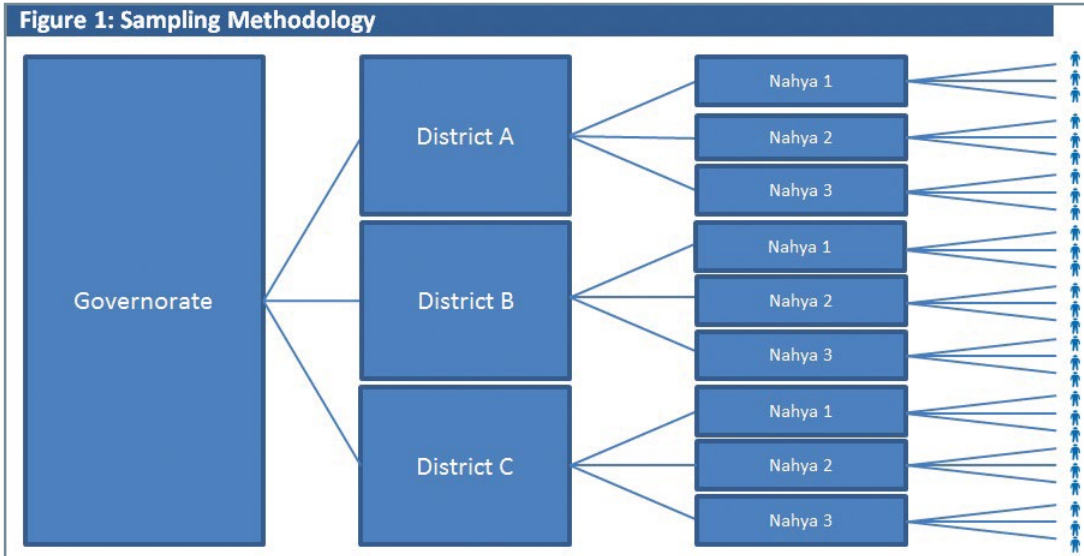 Figure 1: Sampling Methodology
Governorate
District A
Nahya 1
Nahya 2
Nahya 3
District B
Nahya 1
Nahya 2
Nahya 3
District C
Nahya 1
Nahya 2
Nahya 3